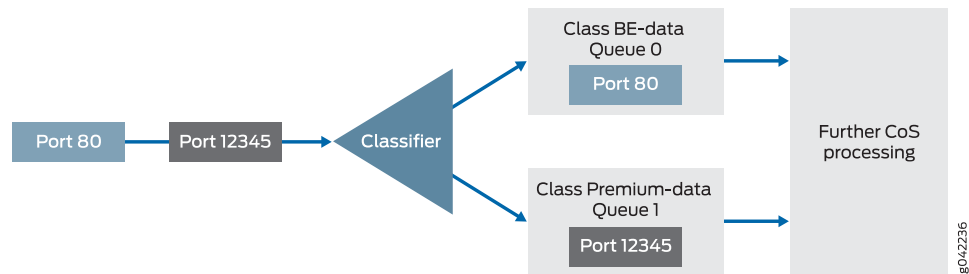 Port 80
Port 12345
Classifier
Class BE-data
Queue 0
Port 80
Class Premium-data
Queue 1
Port 12345
Further CoS
processing
g042236